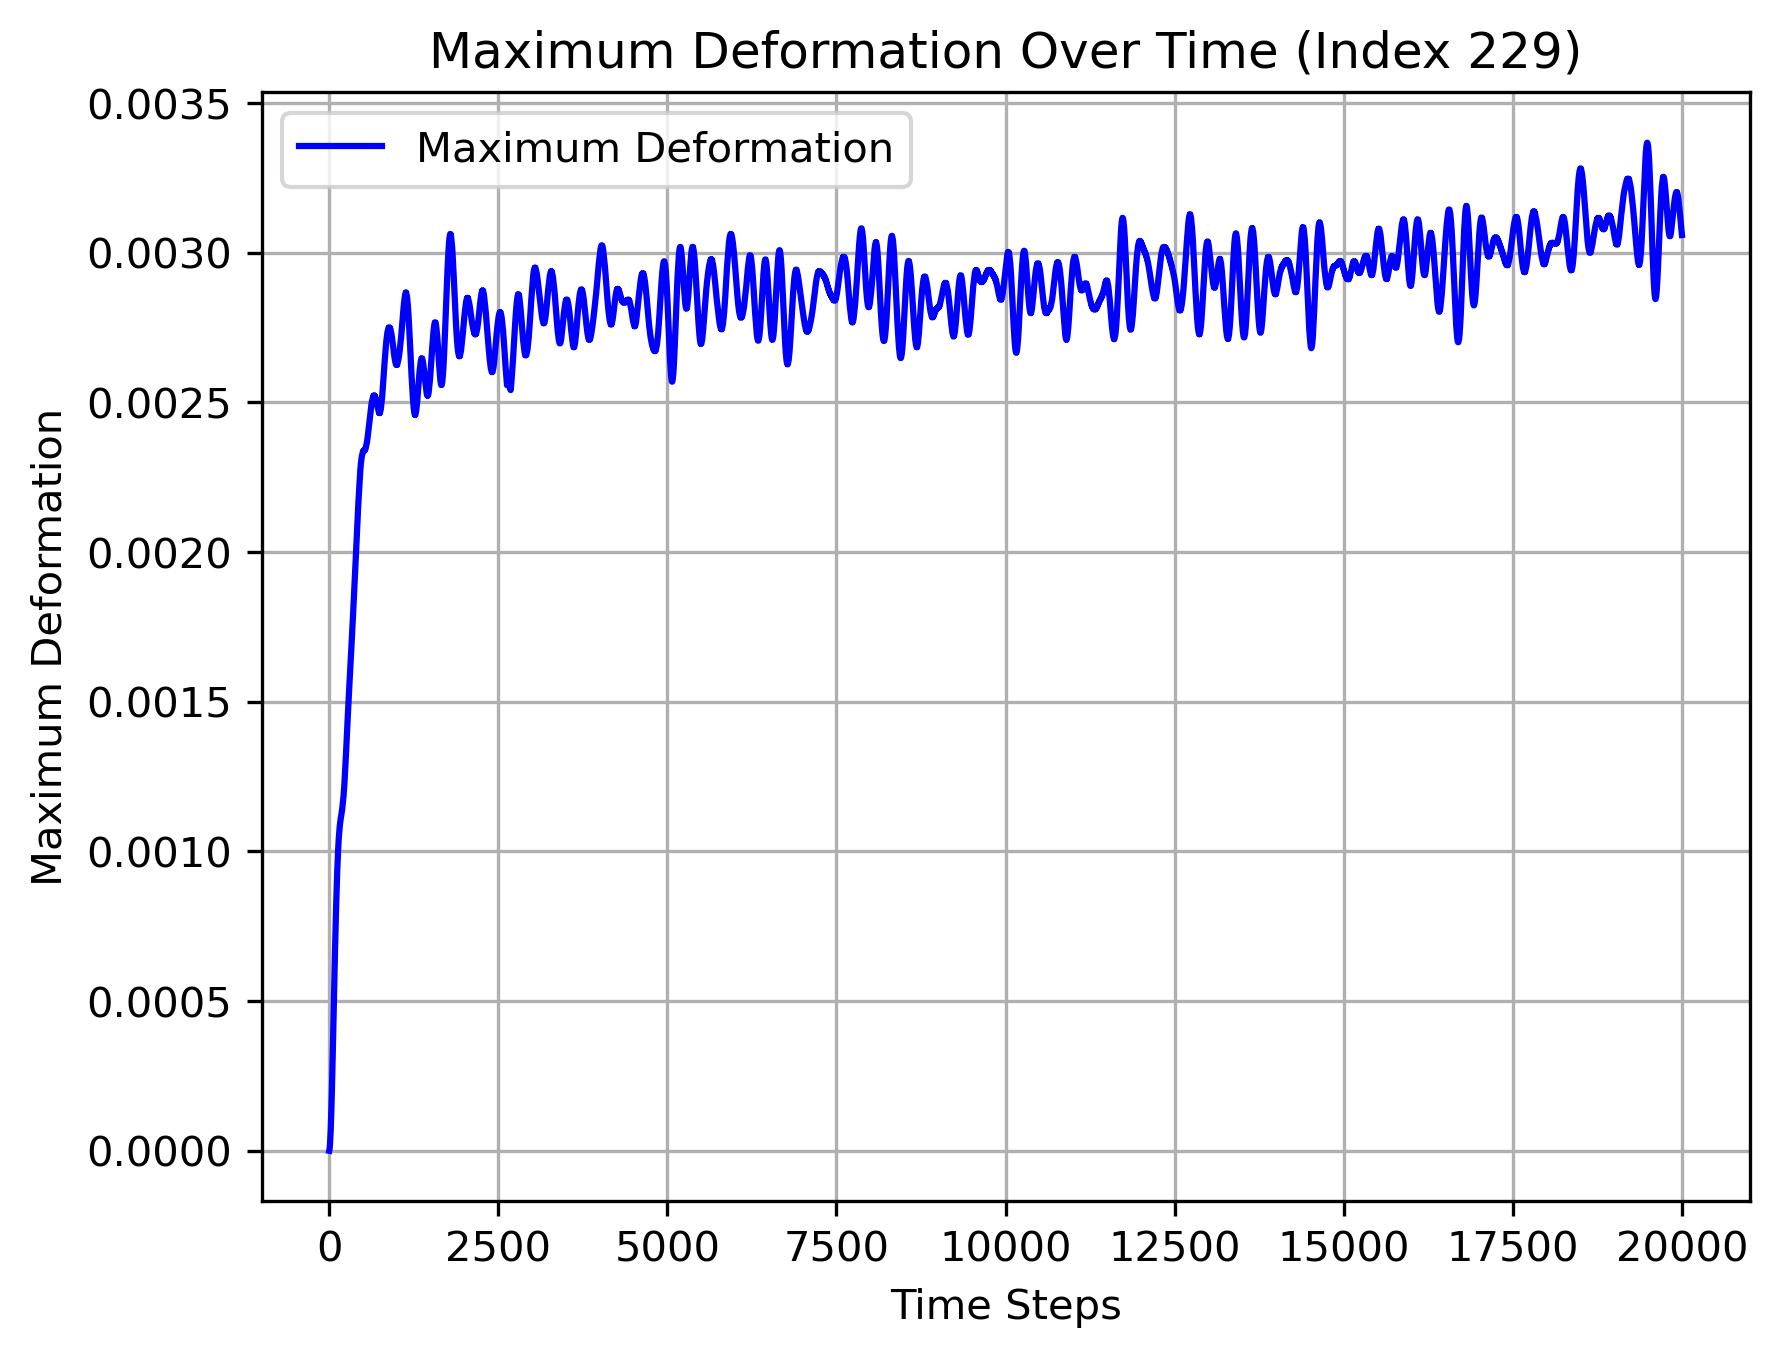 Maximum Deformation Over Time (Index 229)
Maximum Deformation
0.0035
0.0030
0.0025
0.0020
0.0015
0.0010
0.0005
0.0000
Maximum Deformation
0 2500 5000 7500 10000 12500 15000 17500 20000
Time Steps